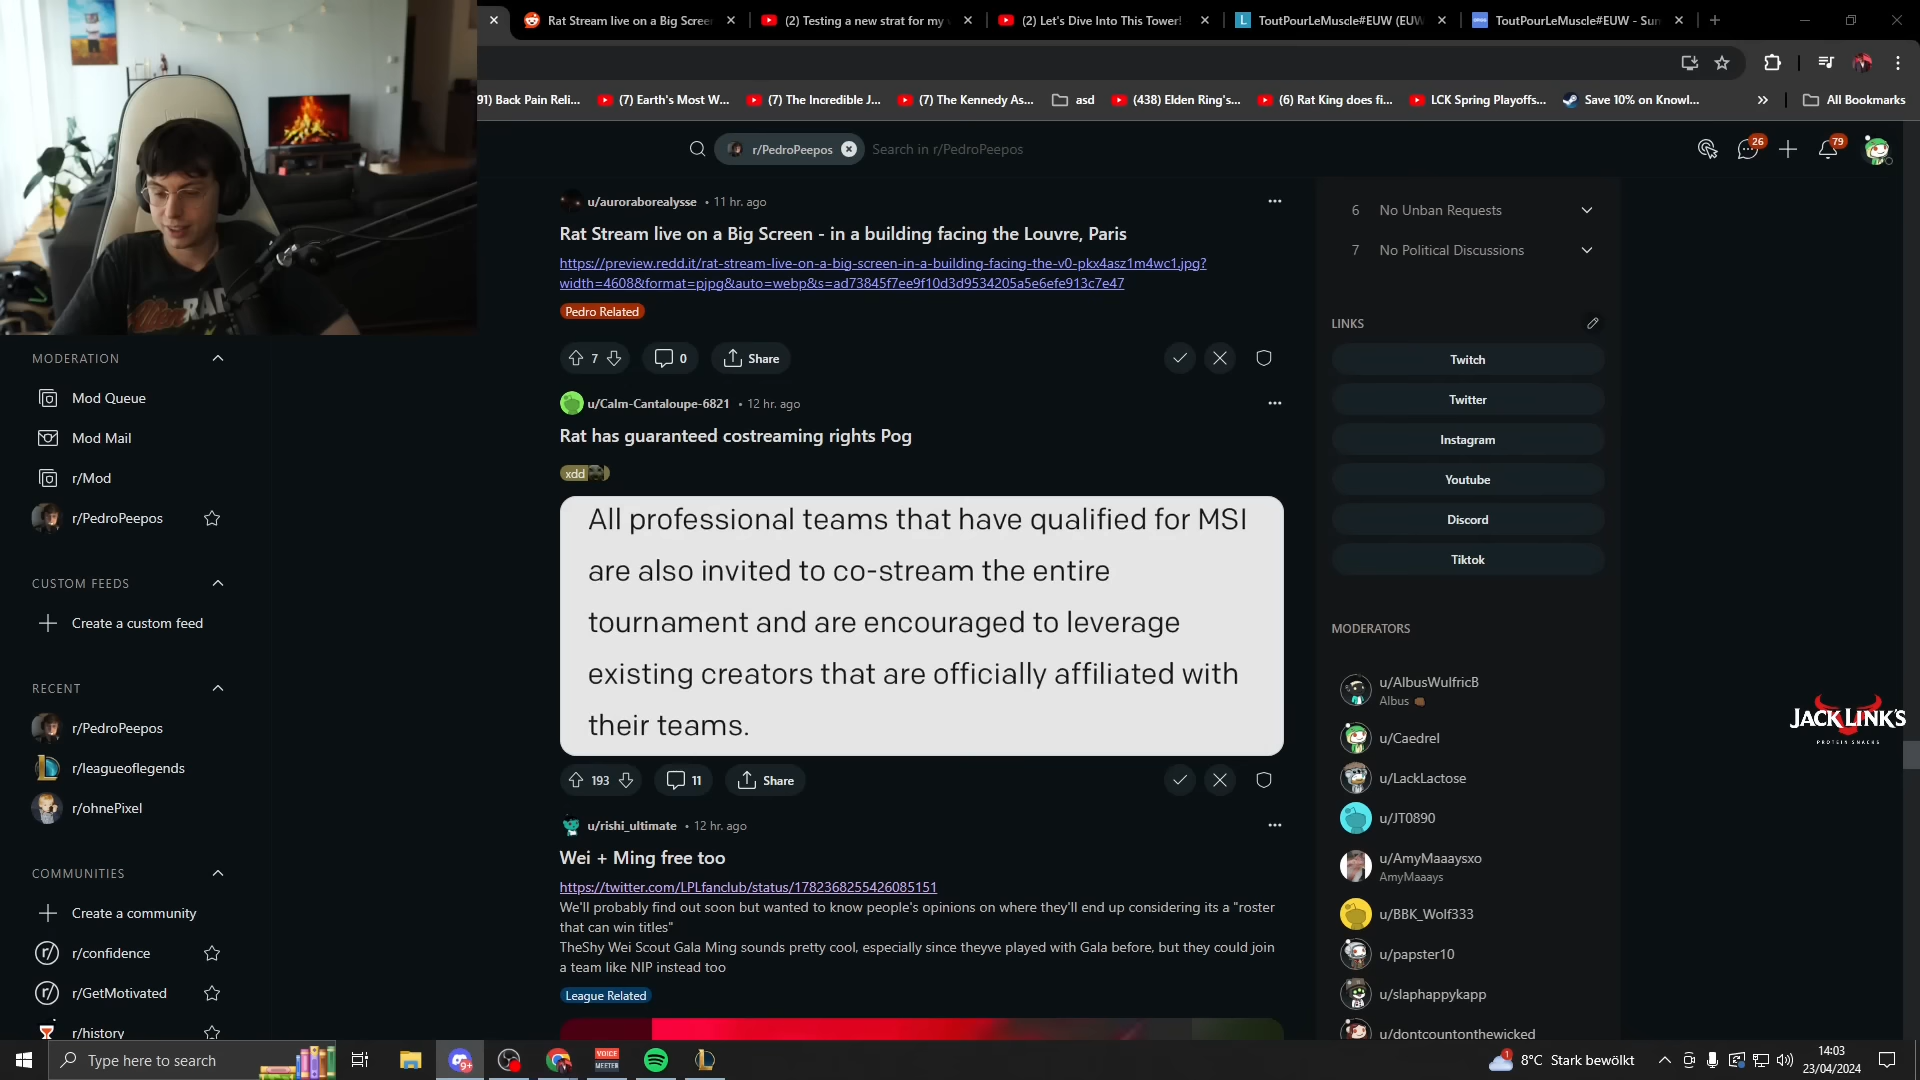 Rat Stream live on a Big Scree
(2) Testing a new strat for my
(2) Let's Dive Into This Tower!
ToutPourLeMuscle#EUW (EUW
ToutPourLeMuscle#EUW - Sun
91) Back Pain Reli...
(7) Earth's Most W...
(7) The Incredible J...
(7) The Kennedy As...
asd
(438) Elden Ring's...
(6) Rat King does fi...
LCK Spring Playoffs...
Save 10% on Knowl...
All Bookmarks
r/PedroPeepos
Search in r/PedroPeepos
26
79
MODERATION
Mod Queue
Mod Mail
r/Mod
r/PedroPeepos
CUSTOM FEEDS
Create a custom feed
RECENT
r/PedroPeepos
r/leagueoflegends
r/ohnePixel
COMMUNITIES
Create a community
r/confidence
r/GetMotivated
r/history
u/auroraborealysse • 11 hr. ago
Rat Stream live on a Big Screen - in a building facing the Louvre, Paris
https://preview.redd.it/rat-stream-live-on-a-big-screen-in-a-building-facing-the-v0-pkx4asz1m4wc1.jpg?
width=4608&format=pjpg&auto=webp&s=ad73845f7ee9f10d3d9534205a5e6efe913c7e47
Pedro Related
7
0
Share
u/Calm-Cantaloupe-6821 • 12 hr. ago
Rat has guaranteed costreaming rights Pog
xdd
All professional teams that have qualified for MSI
are also invited to co-stream the entire
tournament and are encouraged to leverage
existing creators that are officially affiliated with
their teams.
193
11
Share
u/rishi_ultimate • 12 hr. ago
Wei + Ming free too
https://twitter.com/LPLfanclub/status/1782368255426085151
We'll probably find out soon but wanted to know people's opinions on where they'll end up considering its a "roster
that can win titles"
TheShy Wei Scout Gala Ming sounds pretty cool, especially since theyve played with Gala before, but they could join
a team like NIP instead too
League Related
6 No Unban Requests
7 No Political Discussions
LINKS
Twitch
Twitter
Instagram
Youtube
Discord
Tiktok
MODERATORS
u/AlbusWulfricB
Albus
u/Caedrel
u/LackLactose
u/JT0890
u/AmyMaaaysxo
AmyMaaays
u/BBK_Wolf333
u/papster10
u/slaphappykapp
u/dontcountonthewicked
JACK LINK'S
PROTEIN SNACKS
Type here to search
9+
VOICE
MEETER
1
8°C Stark bewölkt
14:03
23/04/2024